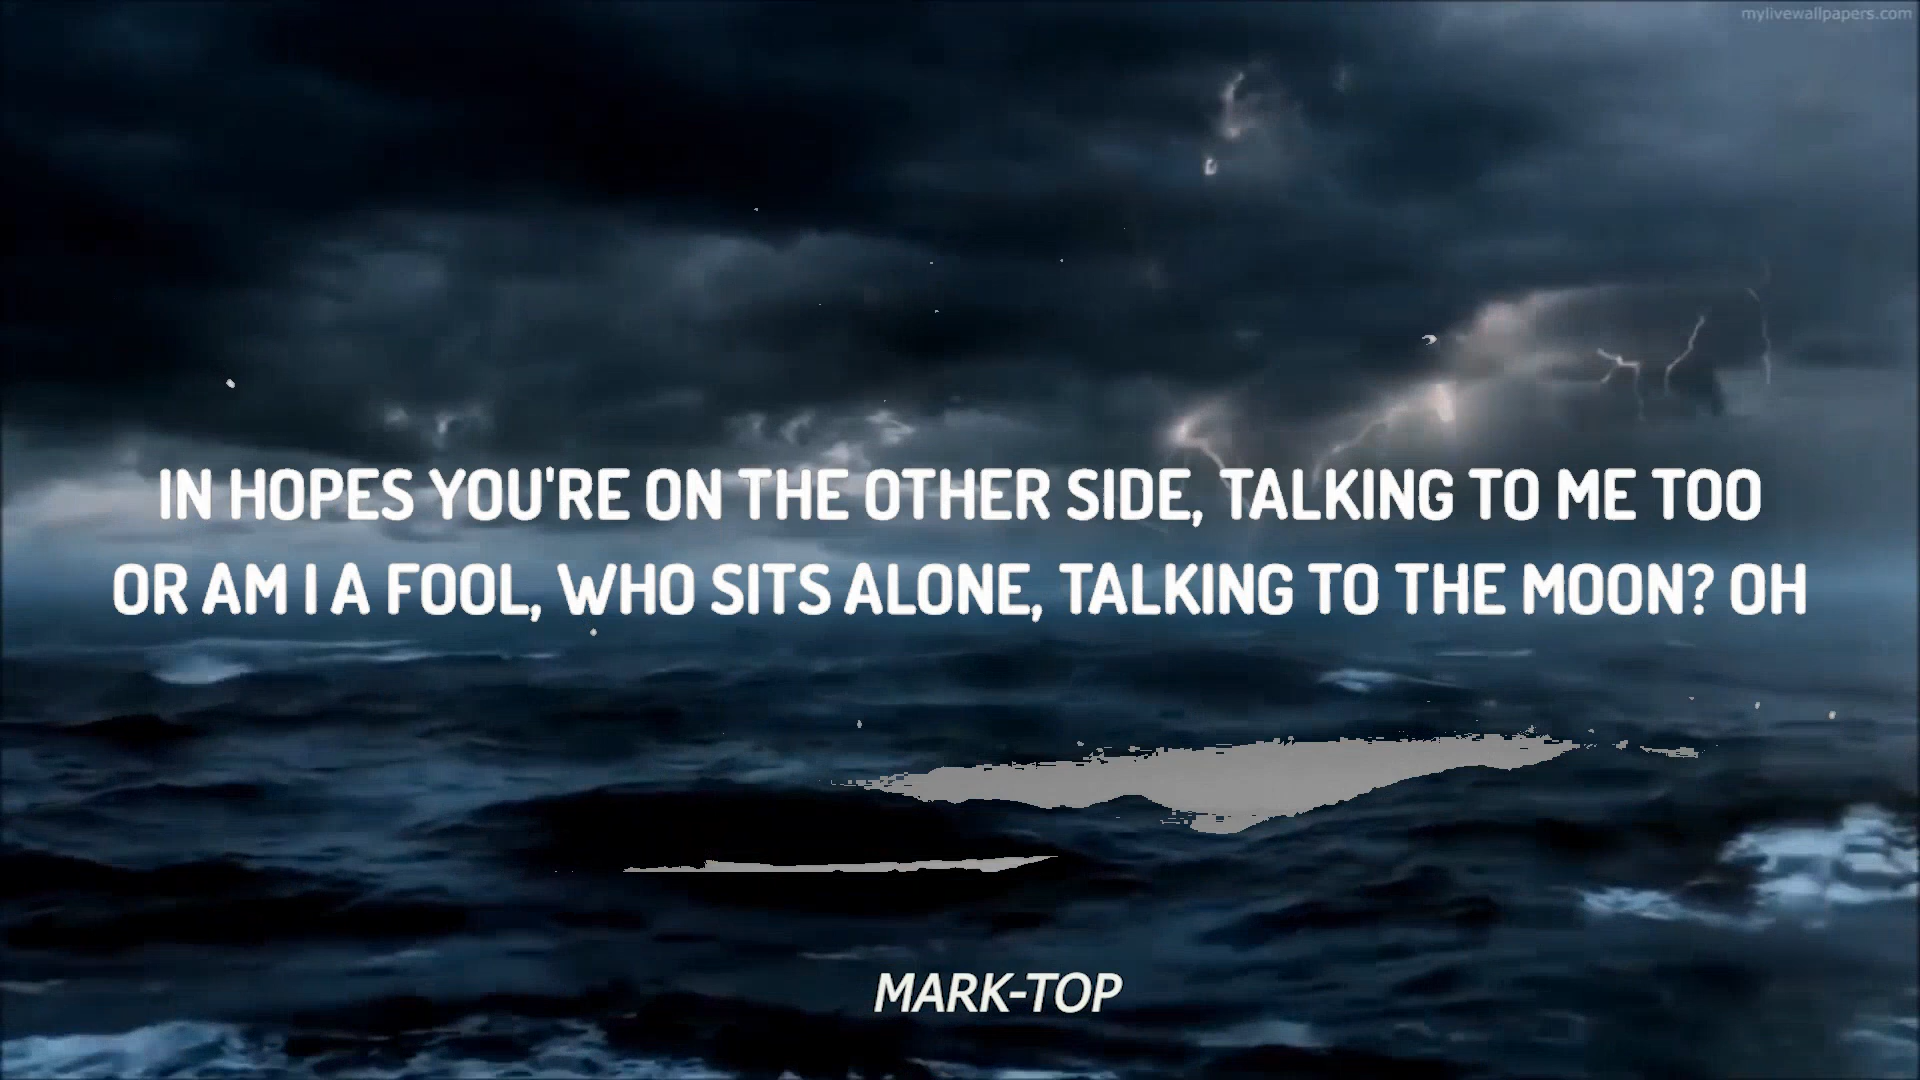 mylivewallpapers.com
IN HOPES YOU'RE ON THE OTHER SIDE, TALKING TO ME TOO
OR AM I A FOOL, WHO SITS ALONE, TALKING TO THE MOON? OH
MARK-TOP